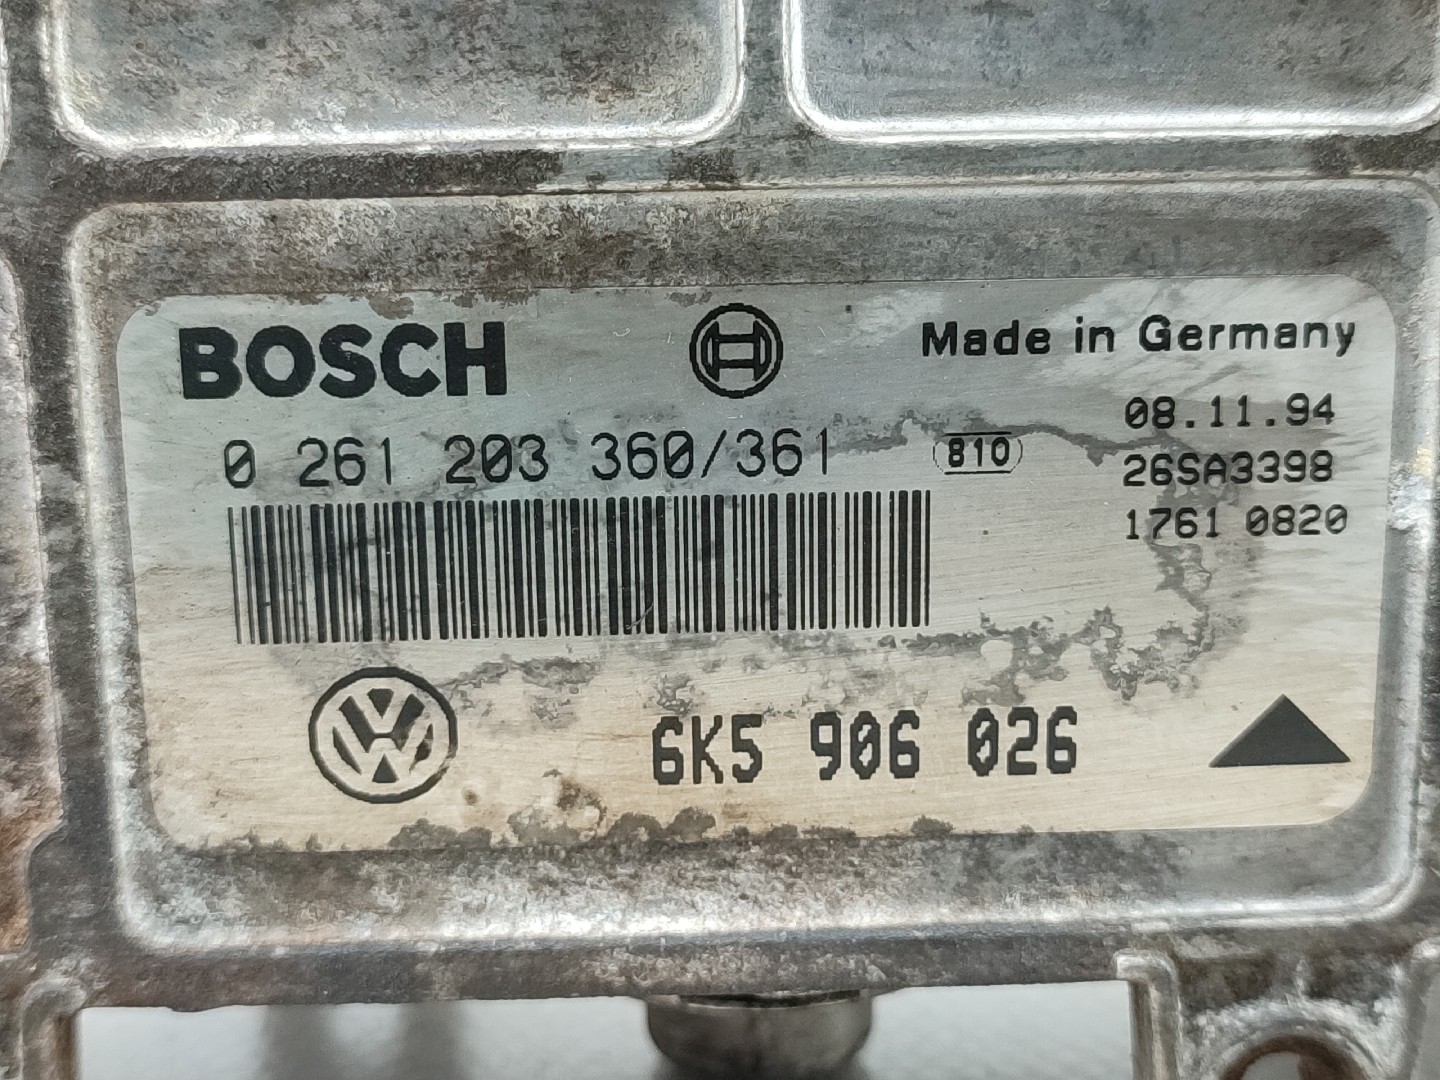 BOSCH
Made in Germany
08.11.94
0 261 203 360/361
810
26SA3398
1761 0820
6K5 906 026